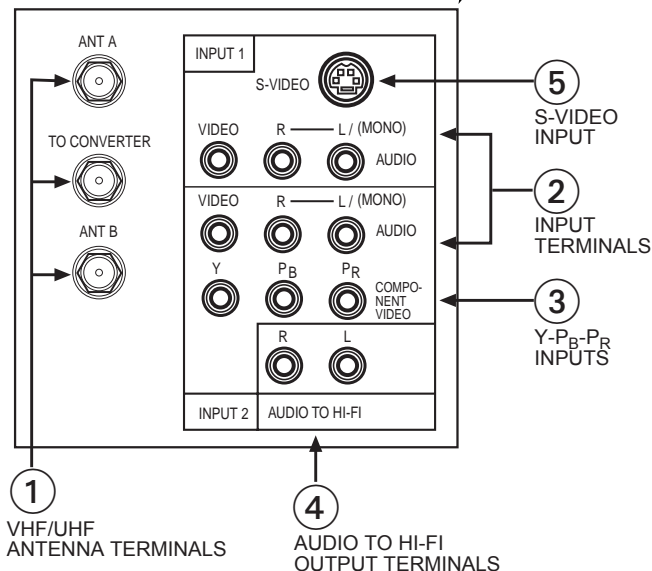 ANT A
TO CONVERTER
ANT B
INPUT 1
S-VIDEO
VIDEO R L / (MONO)
AUDIO
VIDEO R L / (MONO)
AUDIO
Y PB PR
COMPO-
NENT
VIDEO
R L
INPUT 2 AUDIO TO HI-FI
5
S-VIDEO
INPUT
2
INPUT
TERMINALS
3
Y-PB-PR
INPUTS
1
VHF/UHF
ANTENNA TERMINALS
4
AUDIO TO HI-FI
OUTPUT TERMINALS